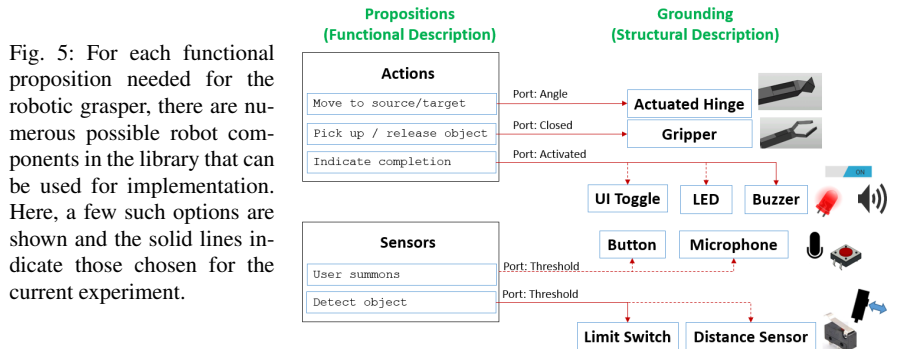 Fig. 5: For each functional
proposition needed for the
robotic grasper, there are nu-
merous possible robot com-
ponents in the library that can
be used for implementation.
Here, a few such options are
shown and the solid lines in-
dicate those chosen for the
current experiment.
Propositions
(Functional Description)
Grounding
(Structural Description)
Actions
Move to source/target
Port: Angle
Actuated Hinge
Pick up / release object
Port: Closed
Gripper
Indicate completion
Port: Activated
ON
UI Toggle
LED
Buzzer
Sensors
Button
Microphone
User summons
Port: Threshold
Detect object
Port: Threshold
Limit Switch
Distance Sensor